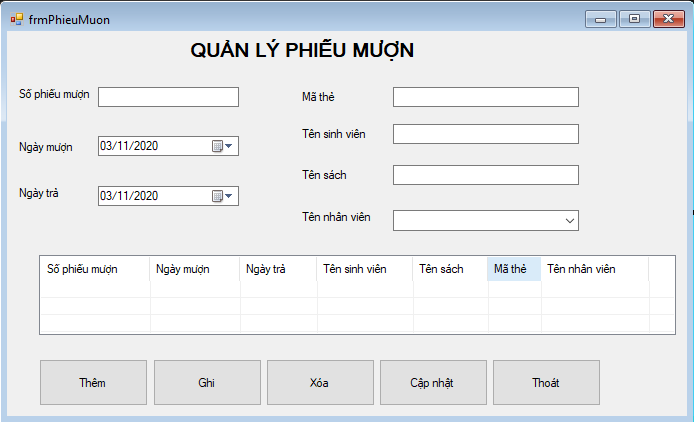 frmPhieuMuon
QUẢN LÝ PHIẾU MƯỢN
Số phiếu mượn
Mã thẻ
Tên sinh viên
Ngày mượn 03/11/2020
Tên sách
Ngày trả 03/11/2020
Tên nhân viên
Số phiếu mượn Ngày mượn Ngày trả Tên sinh viên Tên sách Mã thẻ Tên nhân viên
Thêm Ghi Xóa Cập nhật Thoát